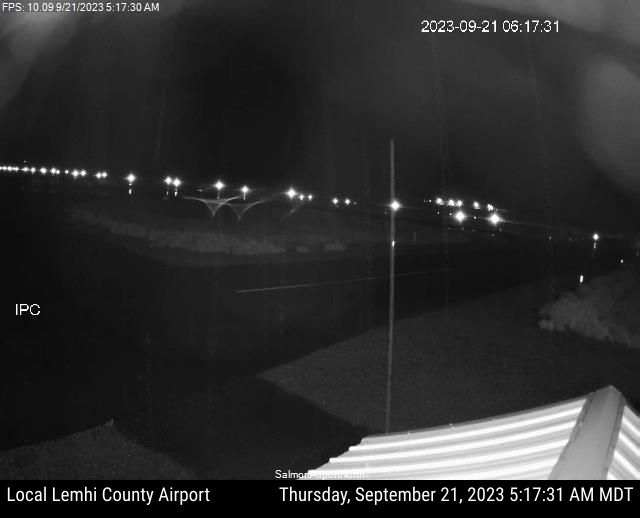 FPS: 10.09 9/21/2023 5:17:30 AM
2023-09-21 06:17:31
IPC
SalmonAirportNorth
Local Lemhi County Airport Thursday, September 21, 2023 5:17:31 AM MDT